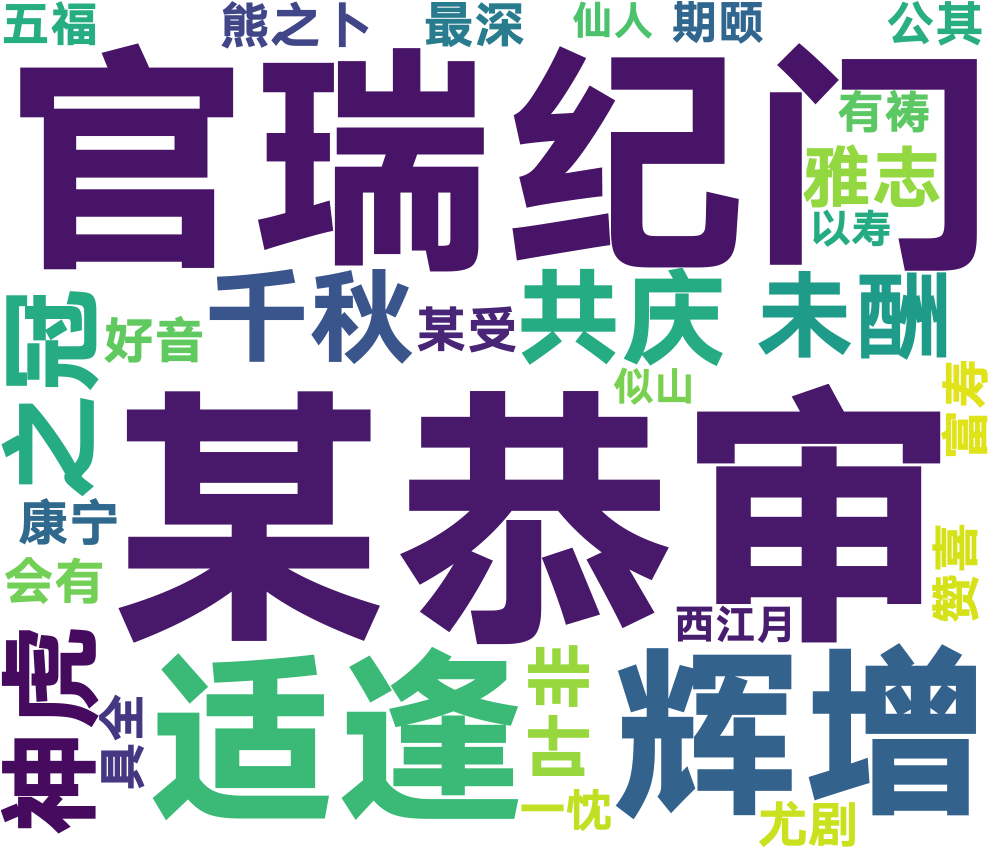 五福
熊之卜
最深
仙人
期颐
公其
官瑞纪门
有祷
雅志
以寿
千秋
某受
共庆
未酬
之冠
好音
似山
富寿
某恭审
康宁
会有
赞喜
西江月
神虎
具全
适逢
叶非
辉增
一忱
尤剧